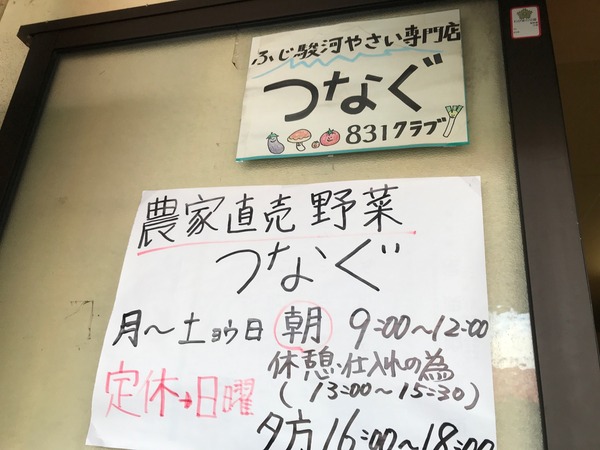 ふじ駿河やさい専門店
つなぐ
831クラブ
農家直売野菜
つなぐ
月〜土ョウ日 朝 9:00〜12:00
休憩・仕入れの為
定休→日曜 (13:00〜15:30)
夕方16:00〜18:00